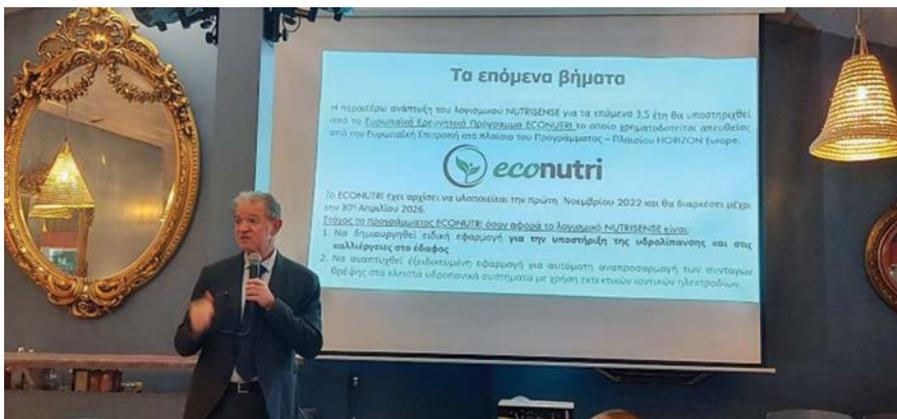 Τα επόμενα βήματα
Η περαιτέρω ανάπτυξη του λογισμικού NUTRISENSE για τα επόμενα 3,5 έτη θα υποστηριχθεί
από το Ευρωπαϊκό Ερευνητικό Πρόγραμμα ECONUTRI το οποίο χρηματοδοτείται απευθείας
από την Ευρωπαϊκή Επιτροπή στο πλαίσιο του Προγράμματος – Πλαισίου HORIZON Europe.
econutri
Το ECONUTRI έχει αρχίσει να υλοποιείται την πρώτη Νοεμβρίου 2022 και θα διαρκέσει μέχρι
την 30η Απριλίου 2026.
Στόχος το προγράμματος ECONUTRI όσον αφορά το λογισμικό NUTRISENSE είναι:
1. Να δημιουργηθεί ειδική εφαρμογή για την υποστήριξη της υδρολίπανσης και στις
καλλιέργειες στο έδαφος
2. Να αναπτυχθεί εξειδικευμένη εφαρμογή για αυτόματη αναπροσαρμογή των συνταγών
θρέψης στα κλειστά υδροπονικά συστήματα με χρήση εκλεκτικών ιοντικών ηλεκτροδίων.